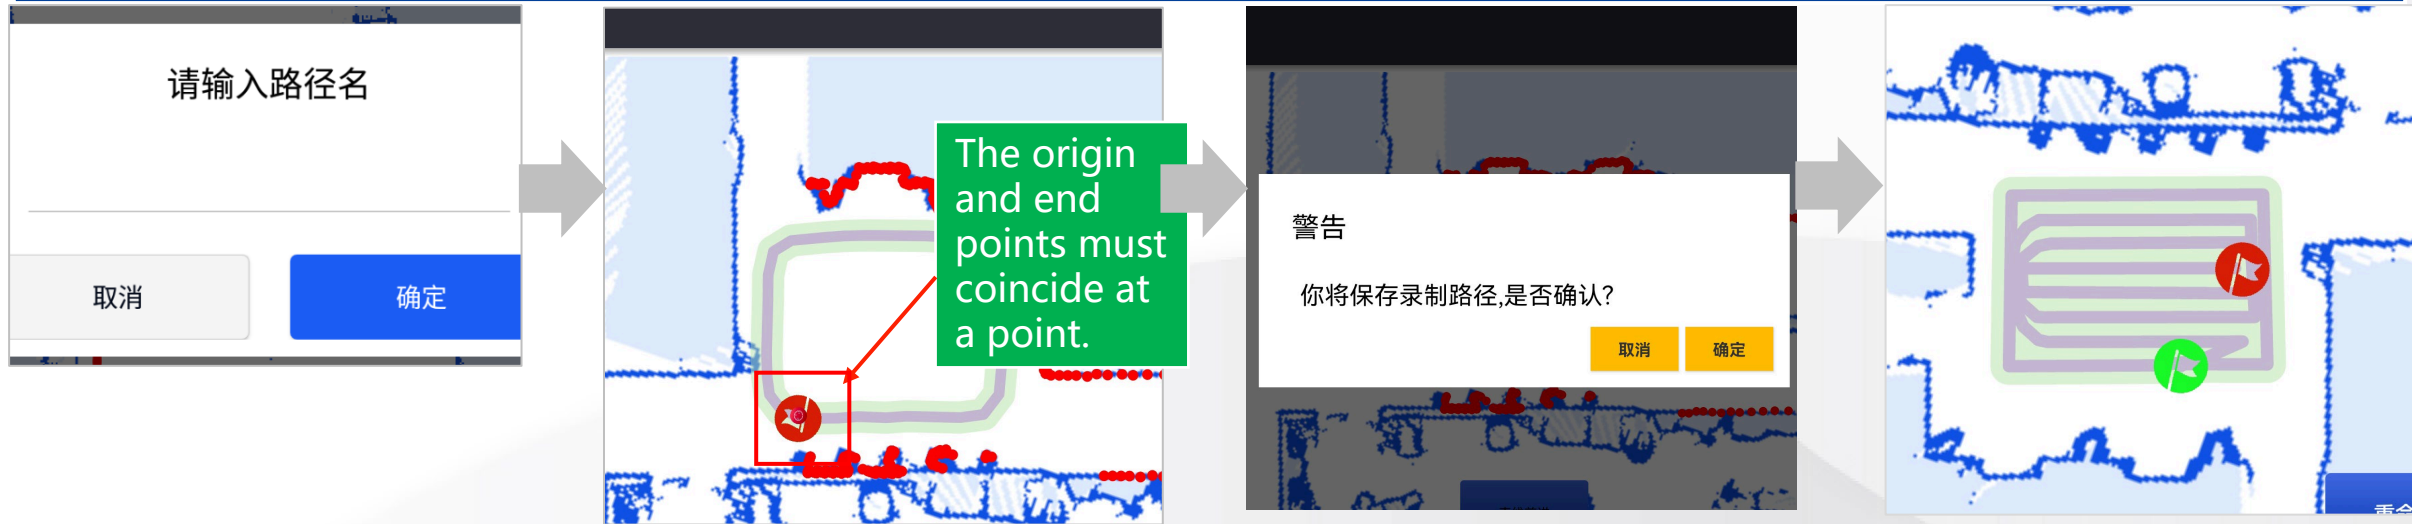 请输入路径名
取消
确定
The origin
and end
points must
coincide at
a point.
警告
你将保存录制路径,是否确认?
取消
确定